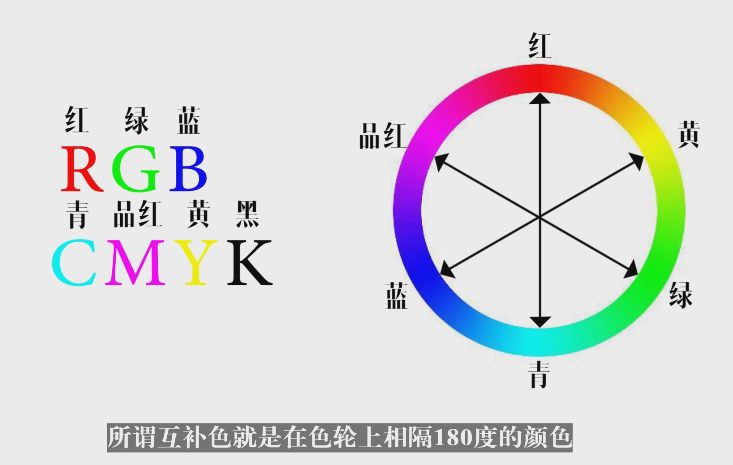 红 绿 蓝
RGB
青 品红 黄 黑
CMYK
红
品红
黄
蓝
绿
青
所谓互补色就是在色轮上相隔180度的颜色